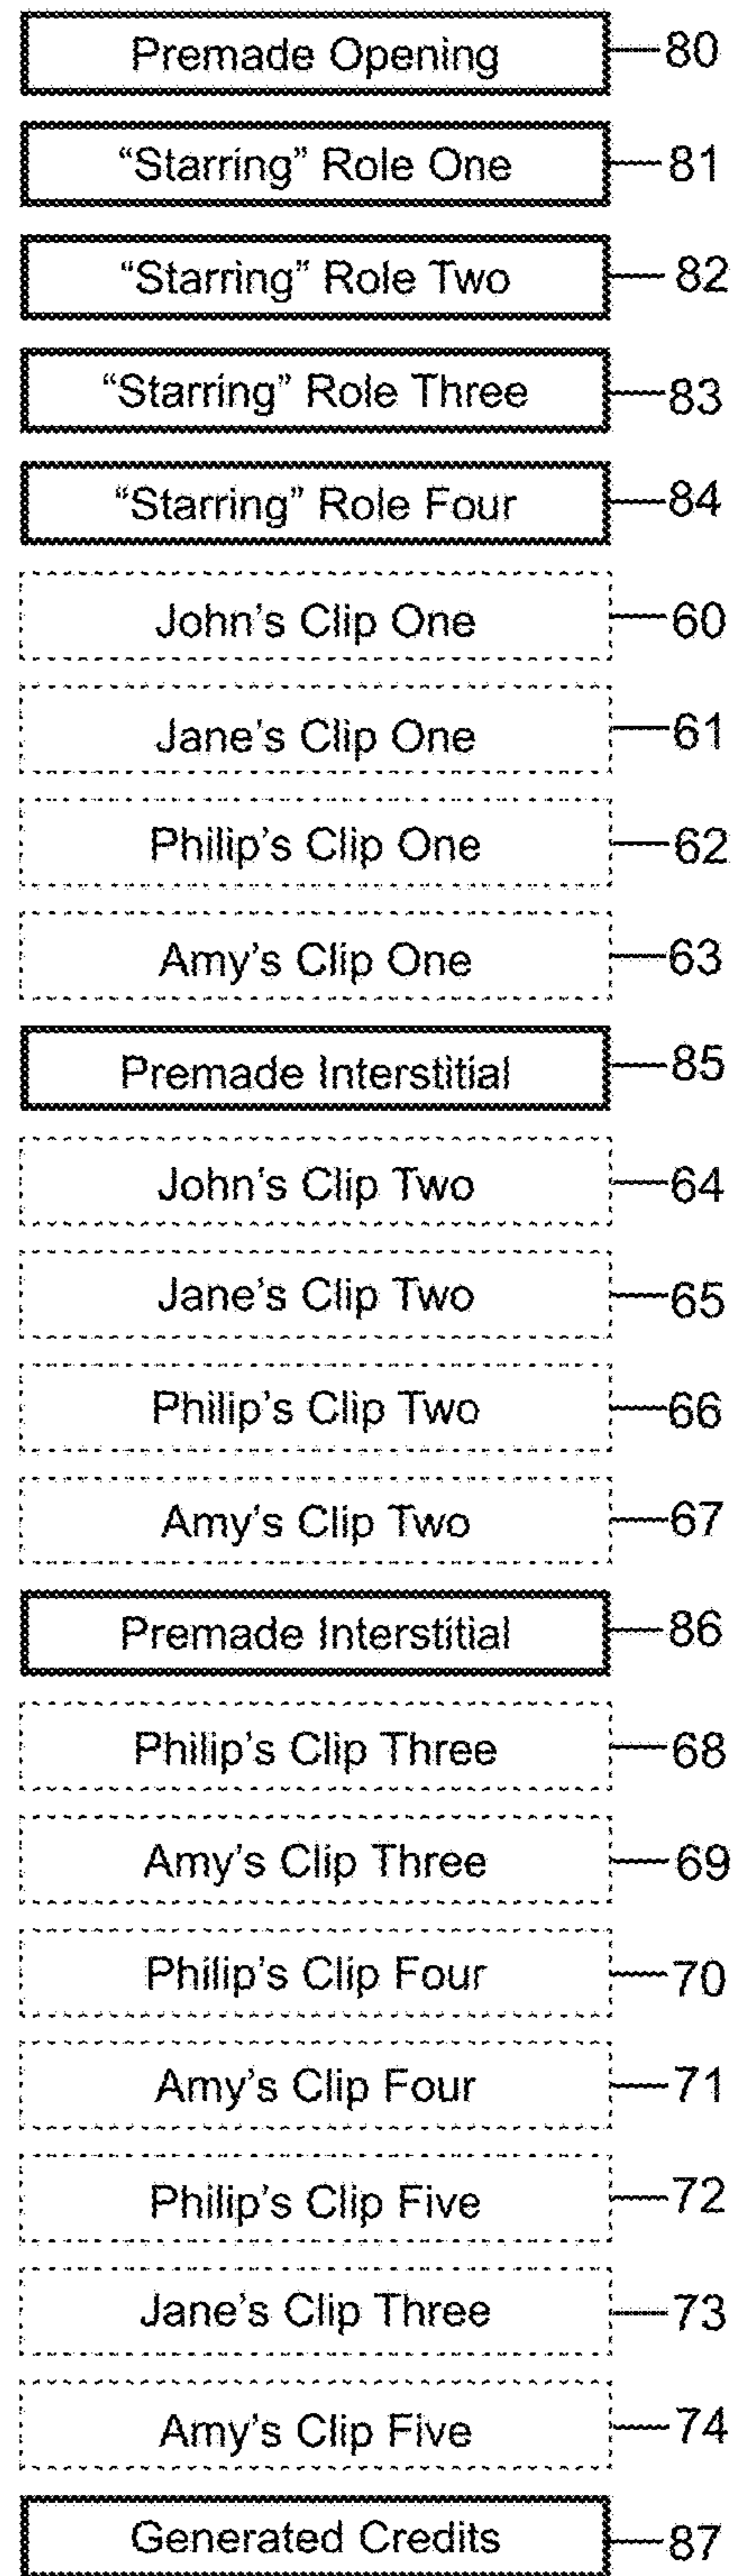 Premade Opening 80
“Starring” Role One 81
“Starring” Role Two 82
“Starring” Role Three 83
“Starring” Role Four 84
John’s Clip One 60
Jane’s Clip One 61
Philip’s Clip One 62
Amy’s Clip One 63
Premade Interstitial 85
John’s Clip Two 64
Jane’s Clip Two 65
Philip’s Clip Two 66
Amy’s Clip Two 67
Premade Interstitial 86
Philip’s Clip Three 68
Amy’s Clip Three 69
Philip’s Clip Four 70
Amy’s Clip Four 71
Philip’s Clip Five 72
Jane’s Clip Three 73
Amy’s Clip Five 74
Generated Credits 87